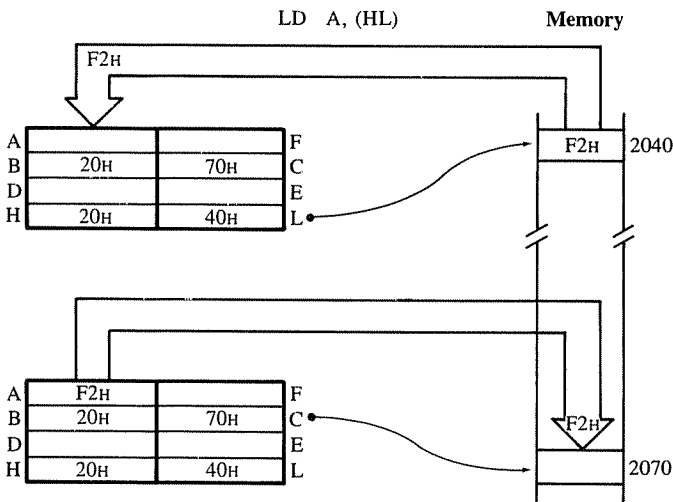 LD A, (HL) Memory
F2H
A F
F2H 2040
B 20H 70H C
D E
H 20H 40H L
A F2H F
B 20H 70H C
F2H
D E
H 20H 40H L
2070